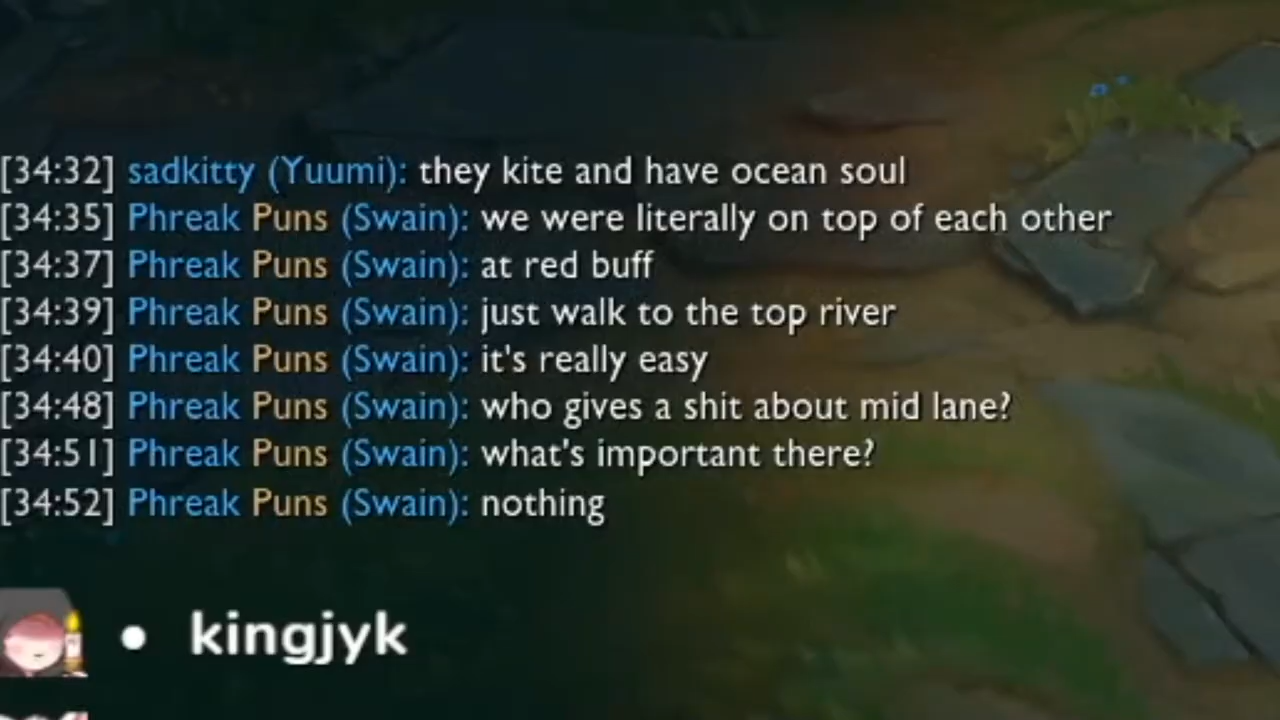 [34:32] sadkitty (Yuumi): they kite and have ocean soul
[34:35] Phreak Puns (Swain): we were literally on top of each other
[34:37] Phreak Puns (Swain): at red buff
[34:39] Phreak Puns (Swain): just walk to the top river
[34:40] Phreak Puns (Swain): it's really easy
[34:48] Phreak Puns (Swain): who gives a shit about mid lane?
[34:51] Phreak Puns (Swain): what's important there?
[34:52] Phreak Puns (Swain): nothing
• kingjyk